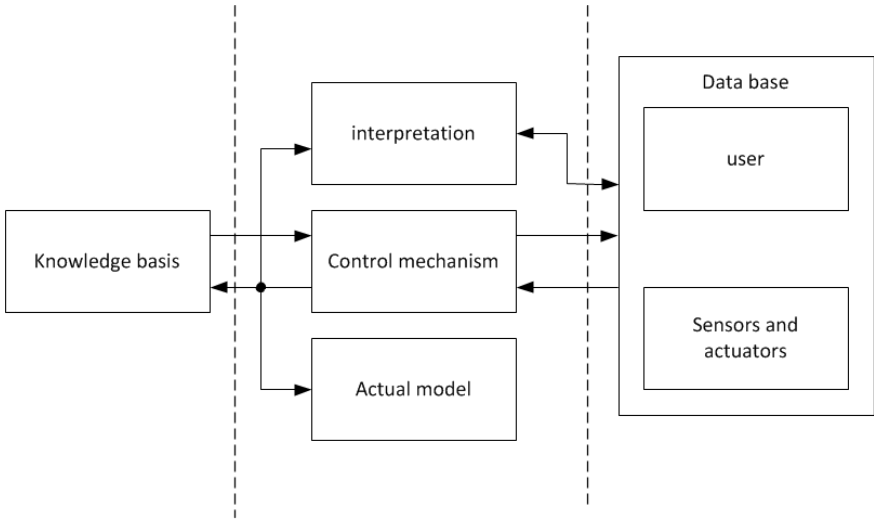 Data base
interpretation
user
Knowledge basis
Control mechanism
Sensors and
actuators
Actual model